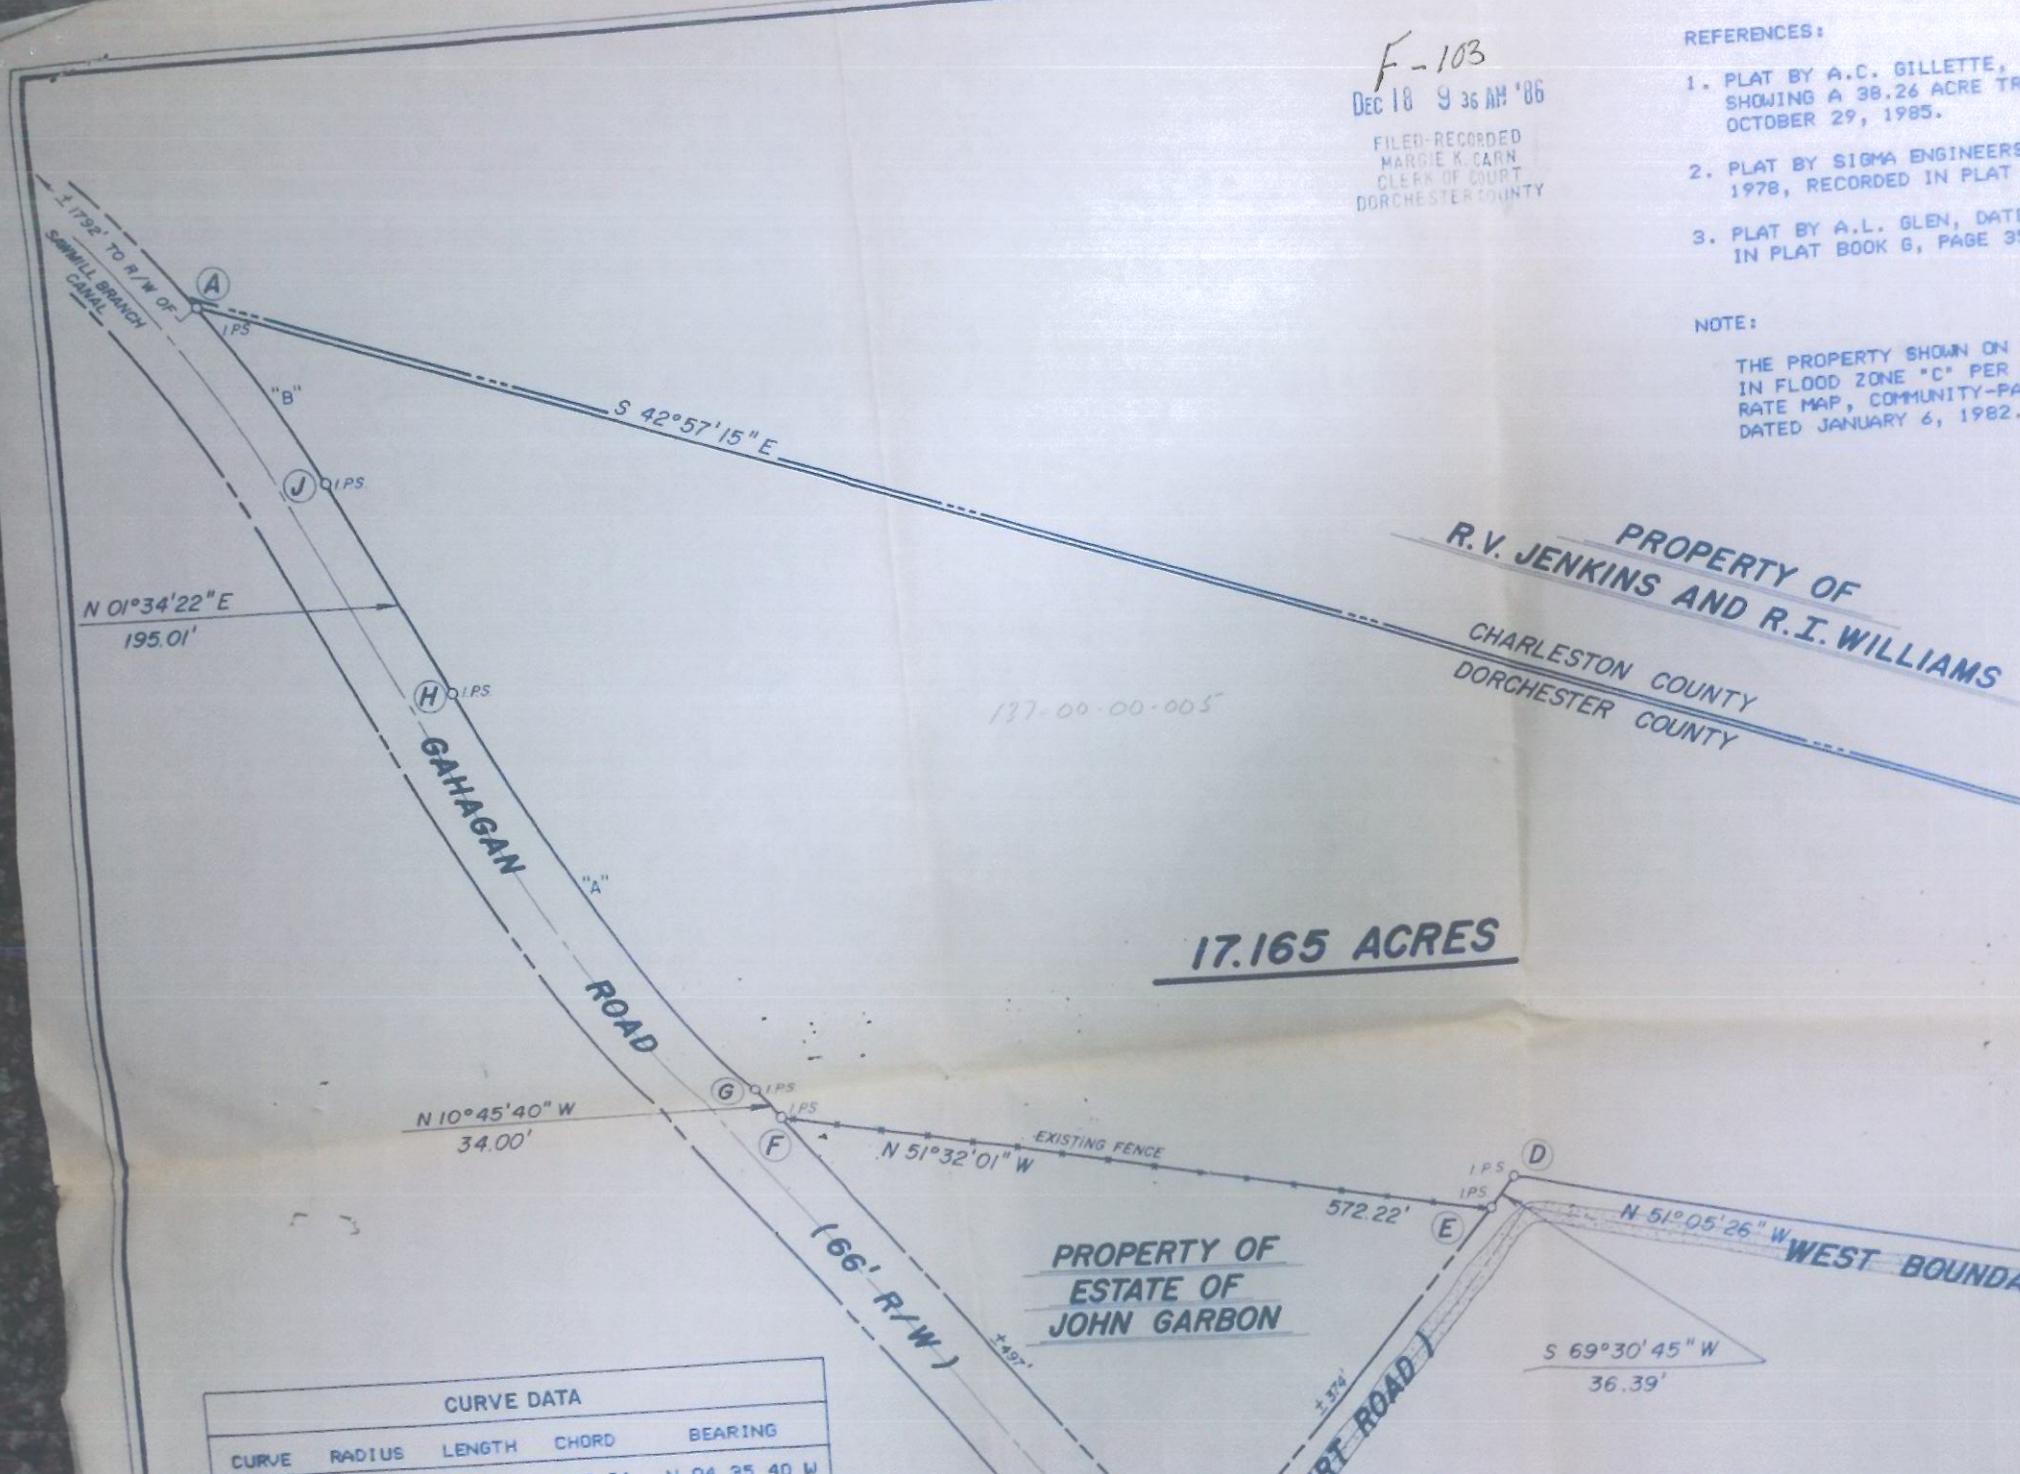 F-103
DEC 18 9 36 AM '86
FILED-RECORDED
MARGIE K. CARN
CLERK OF COURT
DORCHESTER COUNTY
REFERENCES:
1. PLAT BY A.C. GILLETTE,
SHOWING A 38.26 ACRE TR
OCTOBER 29, 1985.
2. PLAT BY SIGMA ENGINEERS
1978, RECORDED IN PLAT
3. PLAT BY A.L. GLEN, DAT
IN PLAT BOOK G, PAGE 35
NOTE:
THE PROPERTY SHOWN ON
IN FLOOD ZONE "C" PER
RATE MAP, COMMUNITY-PA
DATED JANUARY 6, 1982.
± 1792' TO R/W OF
SAWMILL BRANCH
CANAL
A
I.P.S.
"B"
S 42°57'15" E
J I.P.S.
N 01°34'22" E
195.01'
H I.P.S.
PROPERTY OF
R.V. JENKINS AND R.I. WILLIAMS
CHARLESTON COUNTY
DORCHESTER COUNTY
137-00-00-005
GAHAGAN
"A"
17.165 ACRES
ROAD
G I.P.S.
I.P.S.
F
N 10°45'40" W
34.00'
EXISTING FENCE
N 51°32'01" W
572.22'
I.P.S. D
I.P.S.
E
N 51°05'26" W
WEST BOUNDA
(66' R/W)
PROPERTY OF
ESTATE OF
JOHN GARBON
±497'
±374'
RT ROAD)
S 69°30'45" W
36.39'
CURVE DATA
CURVE RADIUS LENGTH CHORD BEARING
N 04 35 40 W